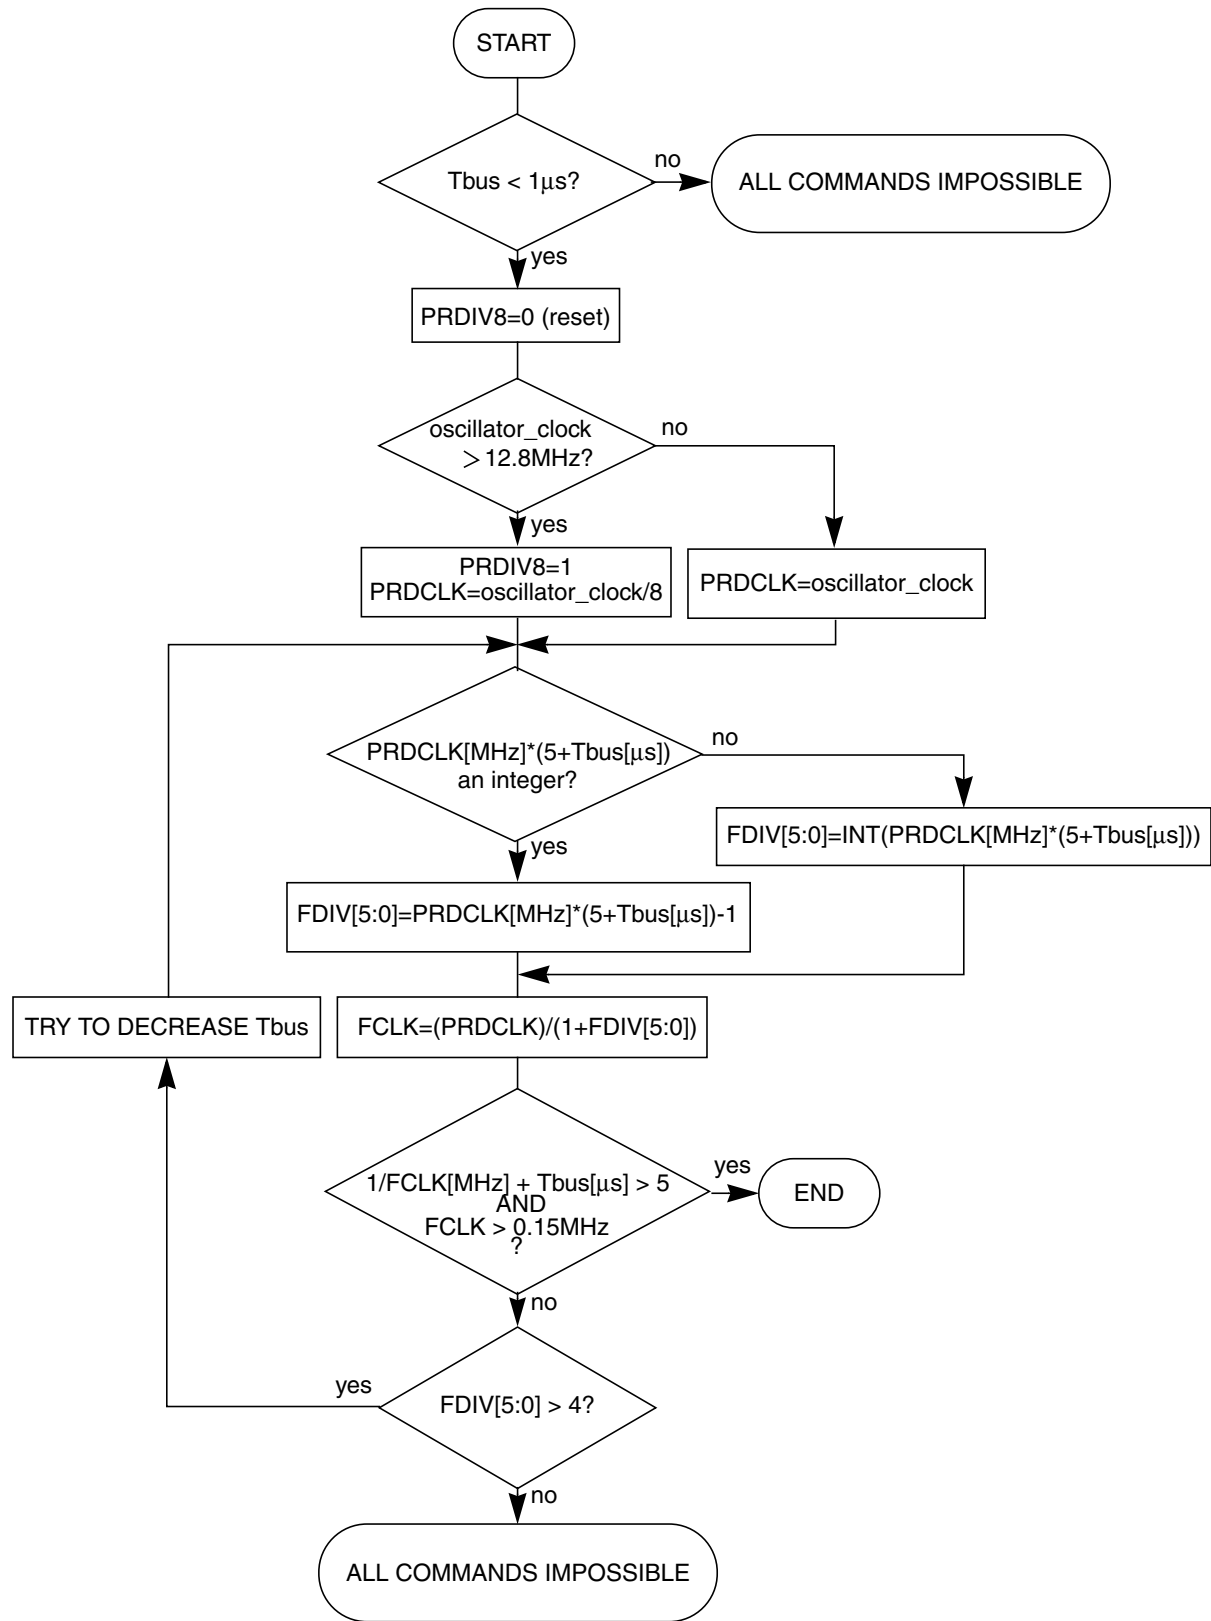 START
Tbus < 1μs?
no
ALL COMMANDS IMPOSSIBLE
yes
PRDIV8=0 (reset)
oscillator_clock
> 12.8MHz?
no
yes
PRDIV8=1
PRDCLK=oscillator_clock/8
PRDCLK=oscillator_clock
PRDCLK[MHz]*(5+Tbus[μs])
an integer?
no
yes
FDIV[5:0]=INT(PRDCLK[MHz]*(5+Tbus[μs]))
FDIV[5:0]=PRDCLK[MHz]*(5+Tbus[μs])-1
TRY TO DECREASE Tbus
FCLK=(PRDCLK)/(1+FDIV[5:0])
1/FCLK[MHz] + Tbus[μs] > 5
AND
FCLK > 0.15MHz
?
yes
END
no
yes
FDIV[5:0] > 4?
no
ALL COMMANDS IMPOSSIBLE